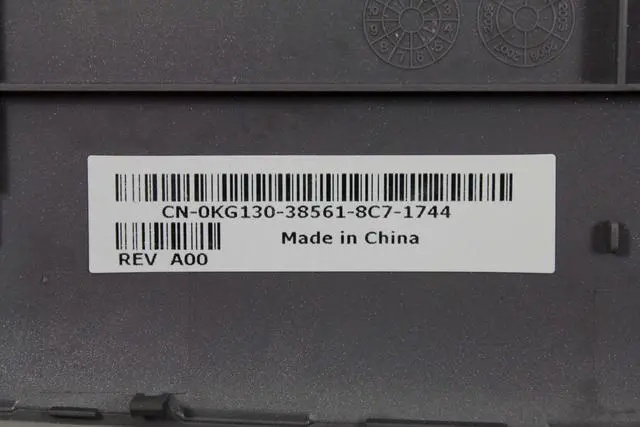 CN-0KG130-38561-8C7-1744
Made in China
REV A00